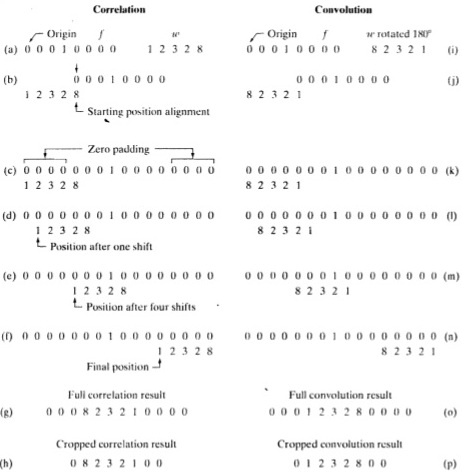 Correlation Convolution
Origin f w Origin f w rotated 180°
(a) 0 0 0 1 0 0 0 0 1 2 3 2 8 0 0 0 1 0 0 0 0 8 2 3 2 1 (i)
(b) 0 0 0 1 0 0 0 0 0 0 0 1 0 0 0 0 (j)
1 2 3 2 8 8 2 3 2 1
Starting position alignment
Zero padding
(c) 0 0 0 0 0 0 0 1 0 0 0 0 0 0 0 0 0 0 0 0 0 0 0 1 0 0 0 0 0 0 0 0 (k)
1 2 3 2 8 8 2 3 2 1
(d) 0 0 0 0 0 0 0 1 0 0 0 0 0 0 0 0 0 0 0 0 0 0 0 1 0 0 0 0 0 0 0 0 (l)
1 2 3 2 8 8 2 3 2 1
Position after one shift
(e) 0 0 0 0 0 0 0 1 0 0 0 0 0 0 0 0 0 0 0 0 0 0 0 1 0 0 0 0 0 0 0 0 (m)
1 2 3 2 8 8 2 3 2 1
Position after four shifts
(f) 0 0 0 0 0 0 0 1 0 0 0 0 0 0 0 0 0 0 0 0 0 0 0 1 0 0 0 0 0 0 0 0 (n)
1 2 3 2 8 8 2 3 2 1
Final position
Full correlation result Full convolution result
(g) 0 0 0 8 2 3 2 1 0 0 0 0 0 0 0 1 2 3 2 8 0 0 0 0 (o)
Cropped correlation result Cropped convolution result
(h) 0 8 2 3 2 1 0 0 0 1 2 3 2 8 0 0 (p)